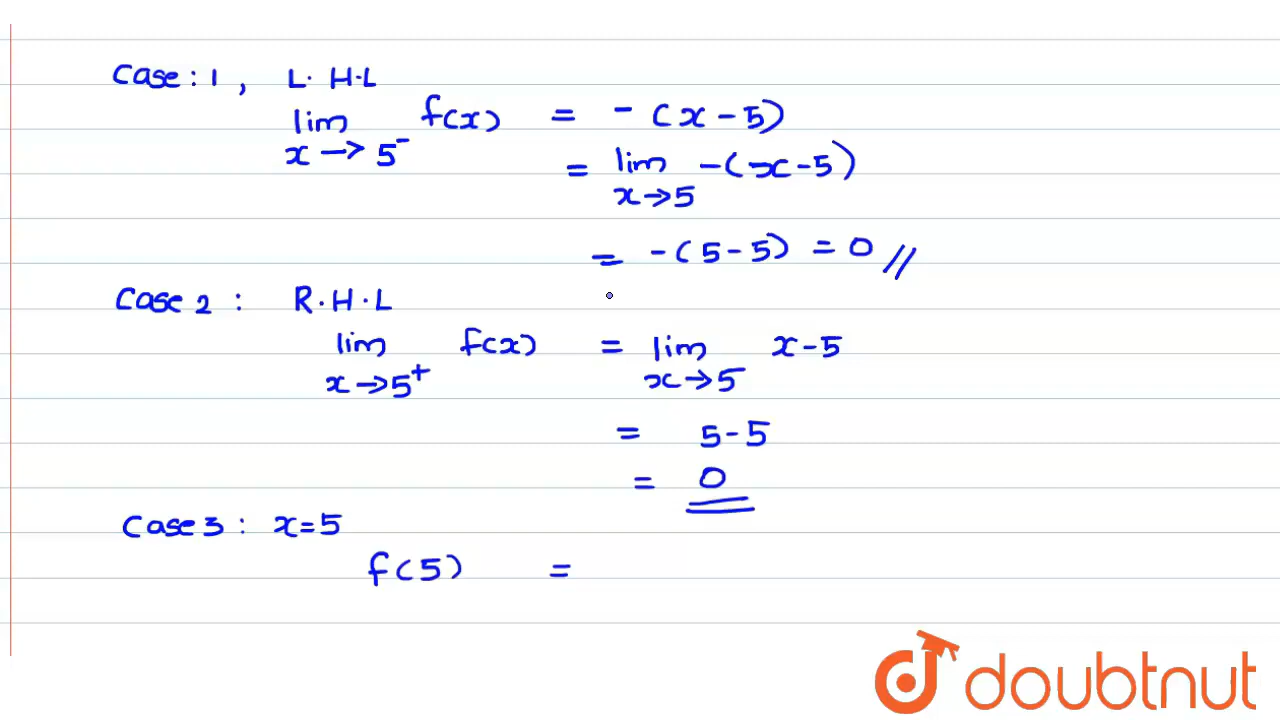 Case : 1 , L. H.L
lim x → 5⁻ f(x) = - (x - 5)
= lim x → 5 -(x - 5)
= -(5 - 5) = 0 //
Case 2 : R.H.L
lim x → 5⁺ f(x) = lim x → 5 x - 5
= 5 - 5
= 0
Case 3 : x = 5
f(5) =
doubtnut